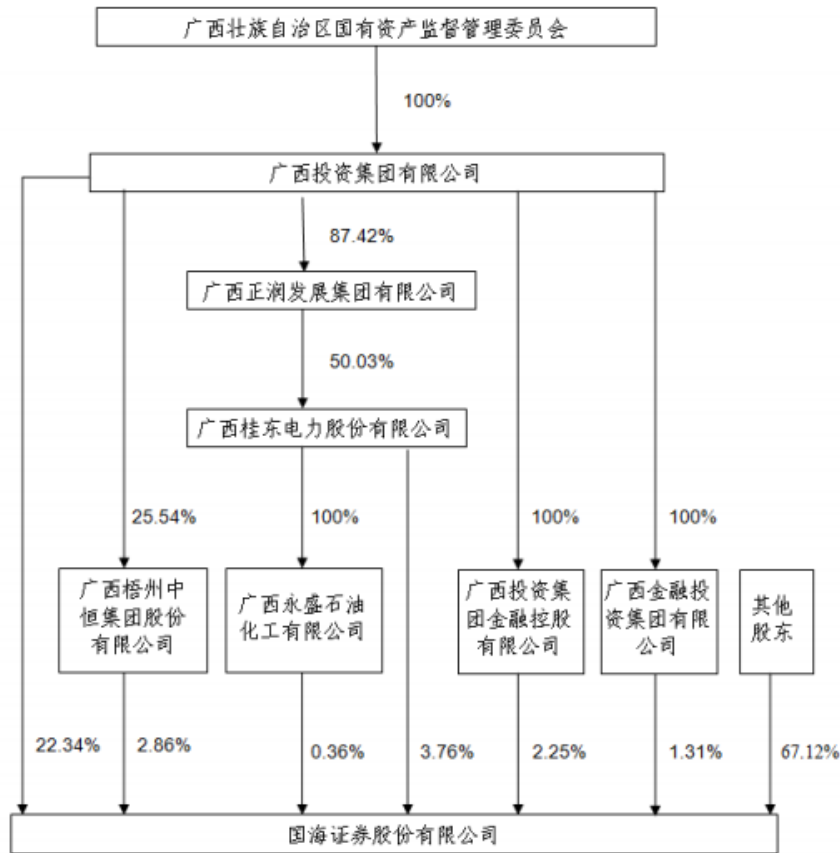 广西壮族自治区国有资产监督管理委员会
100%
广西投资集团有限公司
87.42%
广西正润发展集团有限公司
50.03%
广西桂东电力股份有限公司
25.54%
100%
100%
100%
广西梧州中
恒集团股份
有限公司
广西永盛石油
化工有限公司
广西投资集
团金融控股
有限公司
广西金融投
资集团有限
公司
其他
股东
22.34%
2.86%
0.36%
3.76%
2.25%
1.31%
67.12%
国海证券股份有限公司